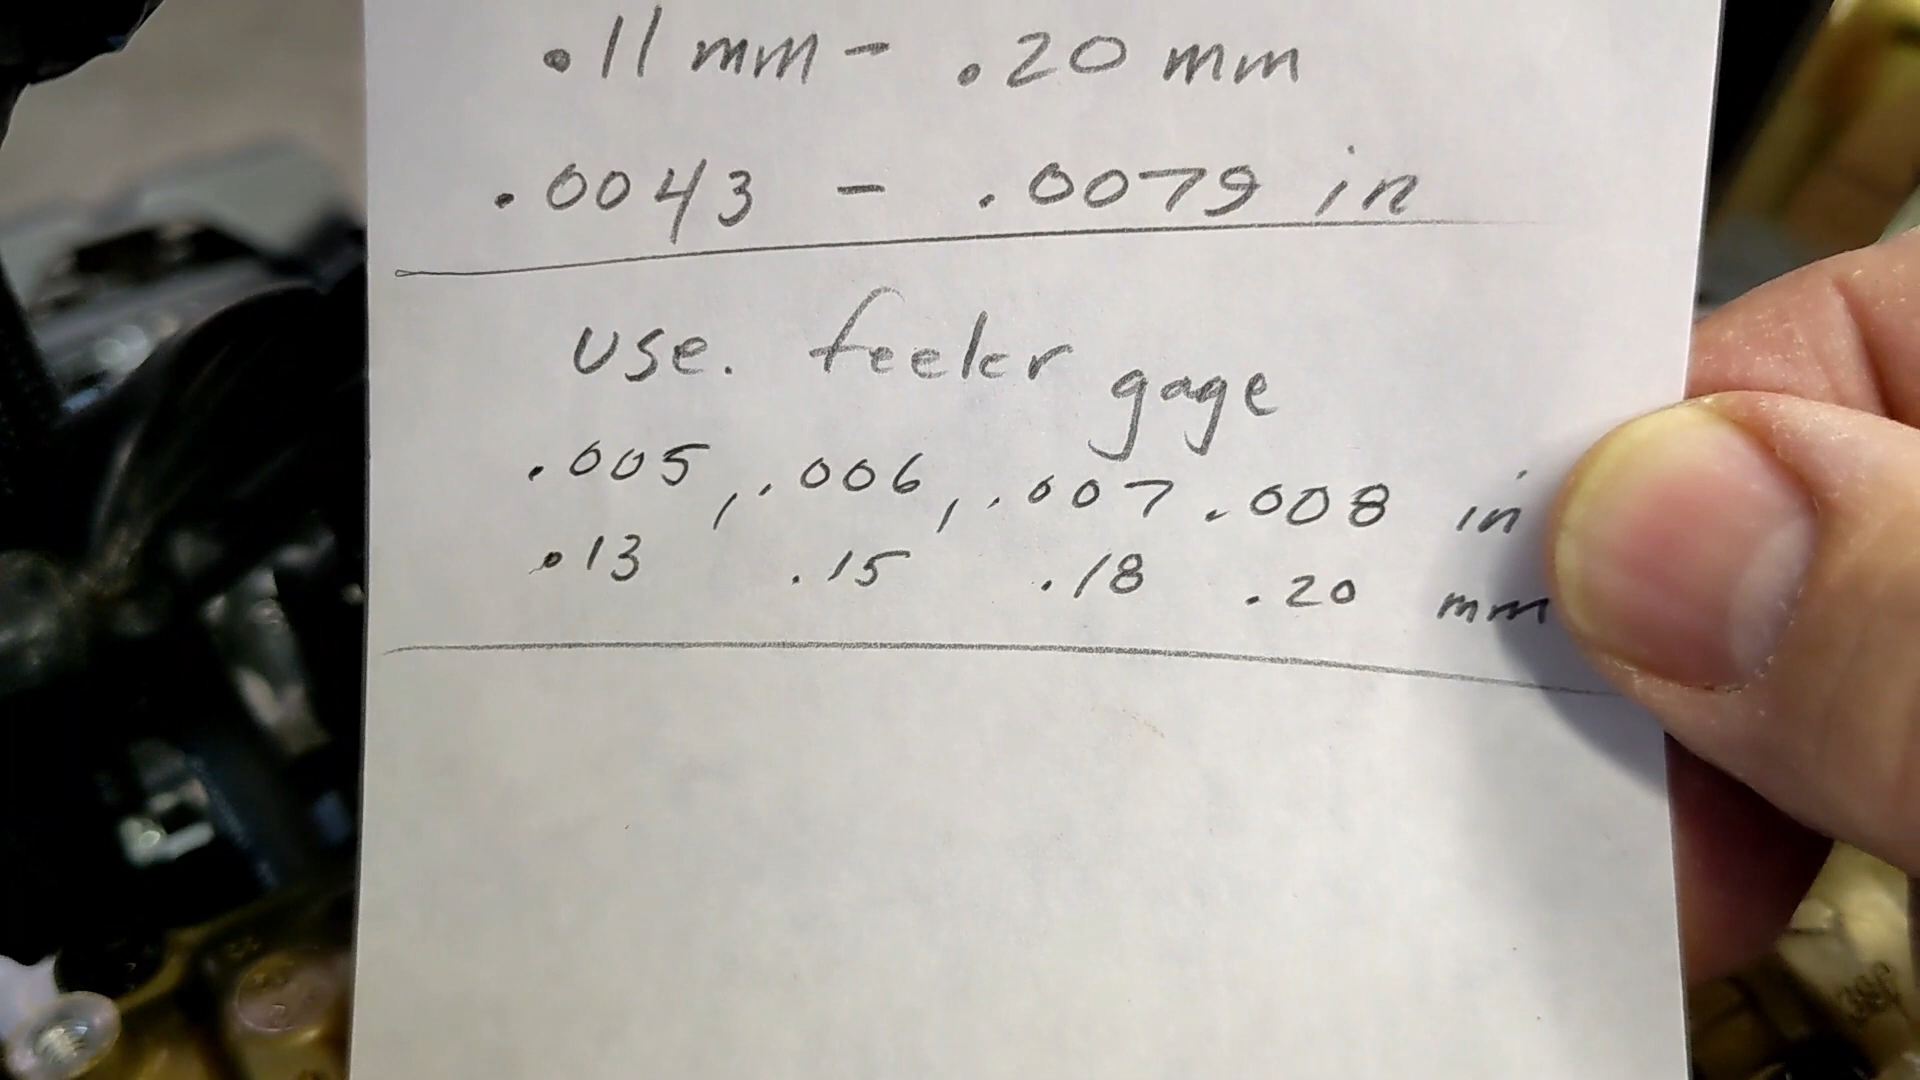 .11 mm - .20 mm
.0043 - .0079 in
use. feeler gage
.005, .006, .007 .008 in
.13 .15 .18 .20 mm